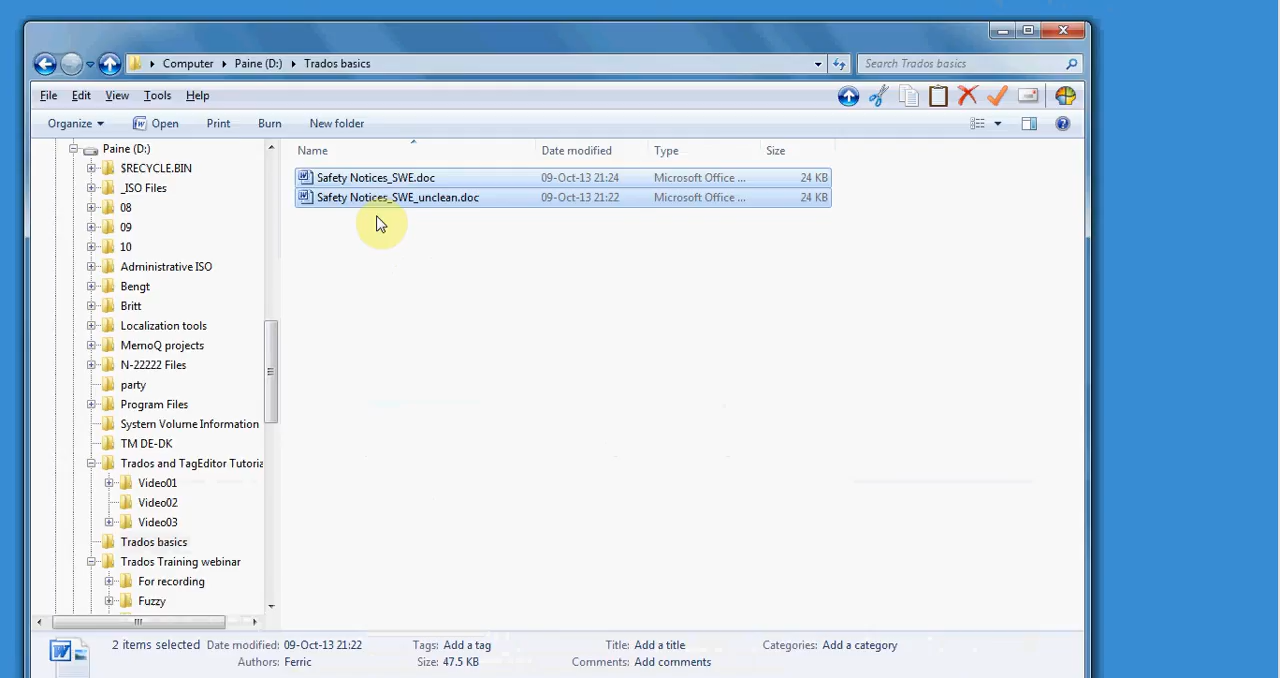 Computer Paine (D:) Trados basics
Search Trados basics
File Edit View Tools Help
Organize Open Print Burn New folder
Paine (D:)
$RECYCLE.BIN
_ISO Files
08
09
10
Administrative ISO
Bengt
Britt
Localization tools
MemoQ projects
N-22222 Files
party
Program Files
System Volume Information
TM DE-DK
Trados and TagEditor Tutoria
Video01
Video02
Video03
Trados basics
Trados Training webinar
For recording
Fuzzy
Name Date modified Type Size
Safety Notices_SWE.doc 09-Oct-13 21:24 Microsoft Office ... 24 KB
Safety Notices_SWE_unclean.doc 09-Oct-13 21:22 Microsoft Office ... 24 KB
2 items selected Date modified: 09-Oct-13 21:22 Tags: Add a tag Title: Add a title Categories: Add a category
Authors: Ferric Size: 47.5 KB Comments: Add comments